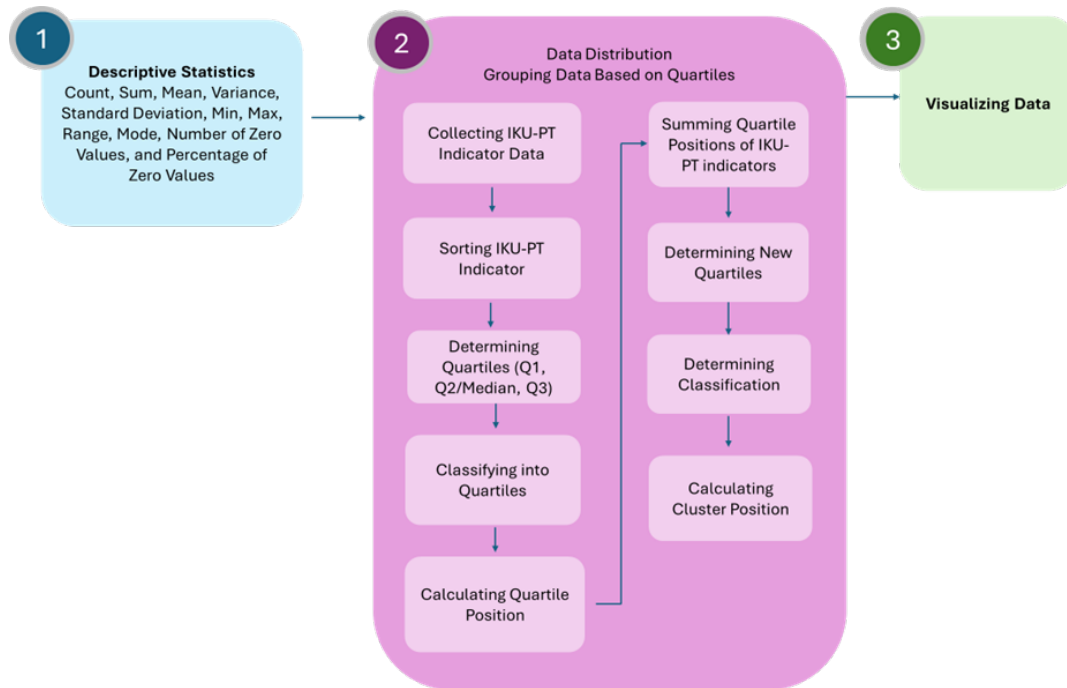 1
Descriptive Statistics
Count, Sum, Mean, Variance,
Standard Deviation, Min, Max,
Range, Mode, Number of Zero
Values, and Percentage of
Zero Values
2
Data Distribution
Grouping Data Based on Quartiles
Collecting IKU-PT
Indicator Data
Sorting IKU-PT
Indicator
Determining
Quartiles (Q1,
Q2/Median, Q3)
Classifying into
Quartiles
Calculating Quartile
Position
Summing Quartile
Positions of IKU-
PT indicators
Determining New
Quartiles
Determining
Classification
Calculating
Cluster Position
3
Visualizing Data